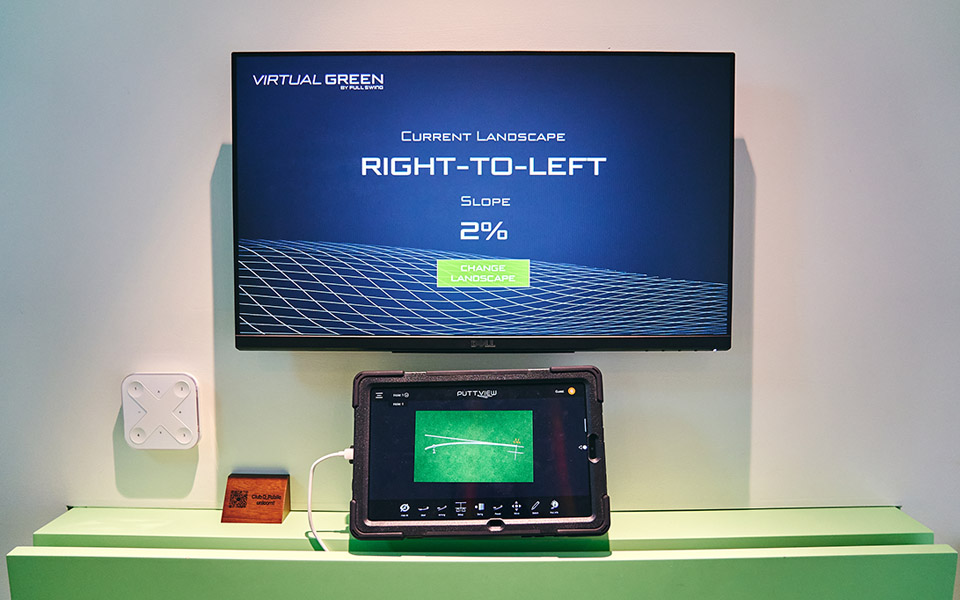 VIRTUAL GREEN
BY FULL SWING
CURRENT LANDSCAPE
RIGHT-TO-LEFT
SLOPE
2%
CHANGE
LANDSCAPE
DELL
PUTTVIEW